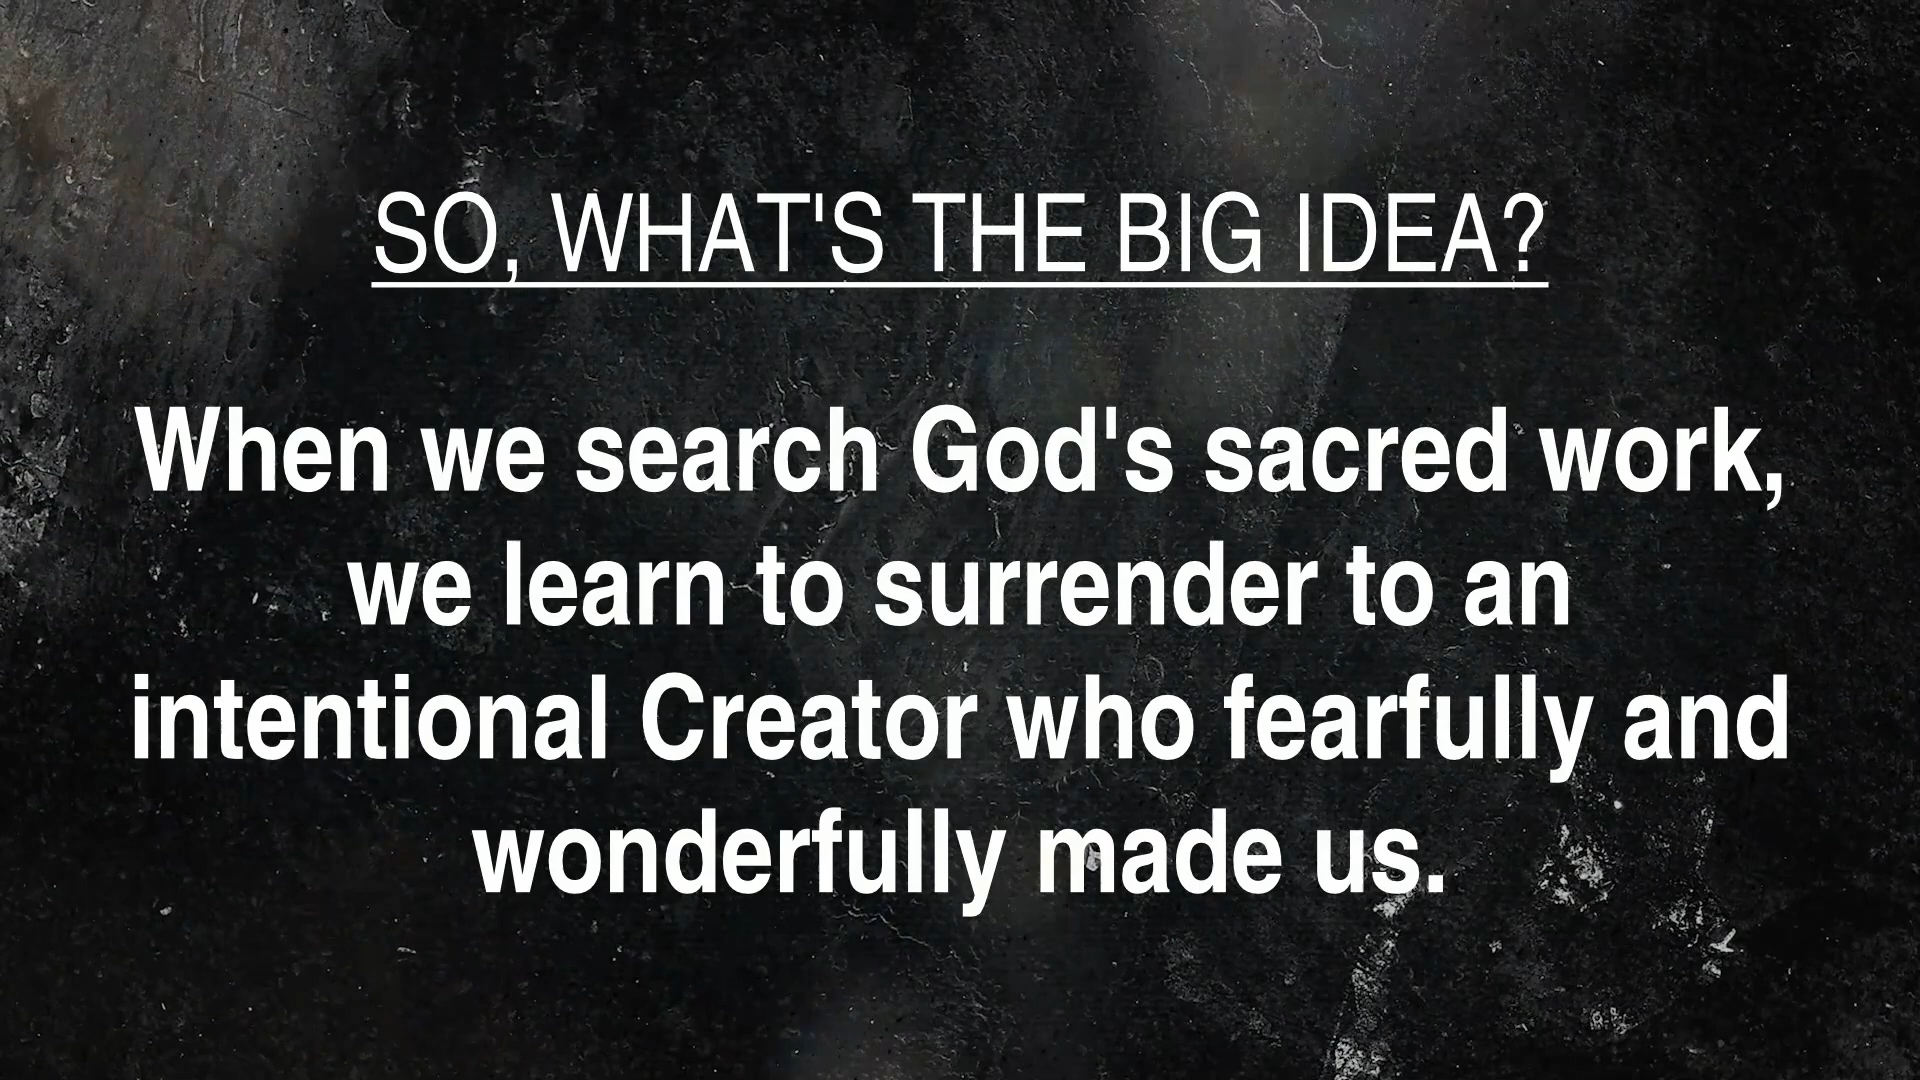 SO, WHAT'S THE BIG IDEA?
When we search God's sacred work,
we learn to surrender to an
intentional Creator who fearfully and
wonderfully made us.